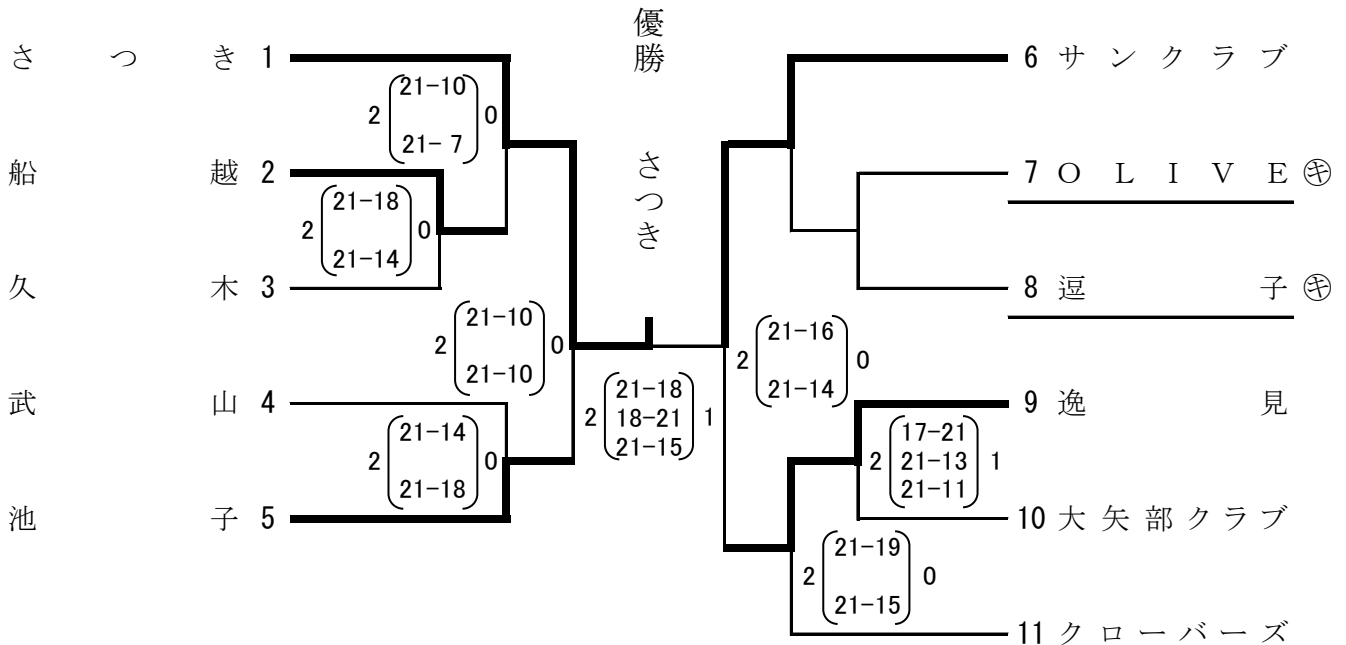 優勝 さつき
さつき 1
2 21-10 0
21- 7
船越 2
2 21-18 0
21-14
久木 3
2 21-10 0
21-10
武山 4
2 21-14 0
21-18
池子 5
2 21-18 1
18-21
21-15
6 サンクラブ
7 OLIVE ㋖
8 逗子 ㋖
2 21-16 0
21-14
9 逸見
2 17-21 1
21-13
21-11
10 大矢部クラブ
2 21-19 0
21-15
11 クローバーズ